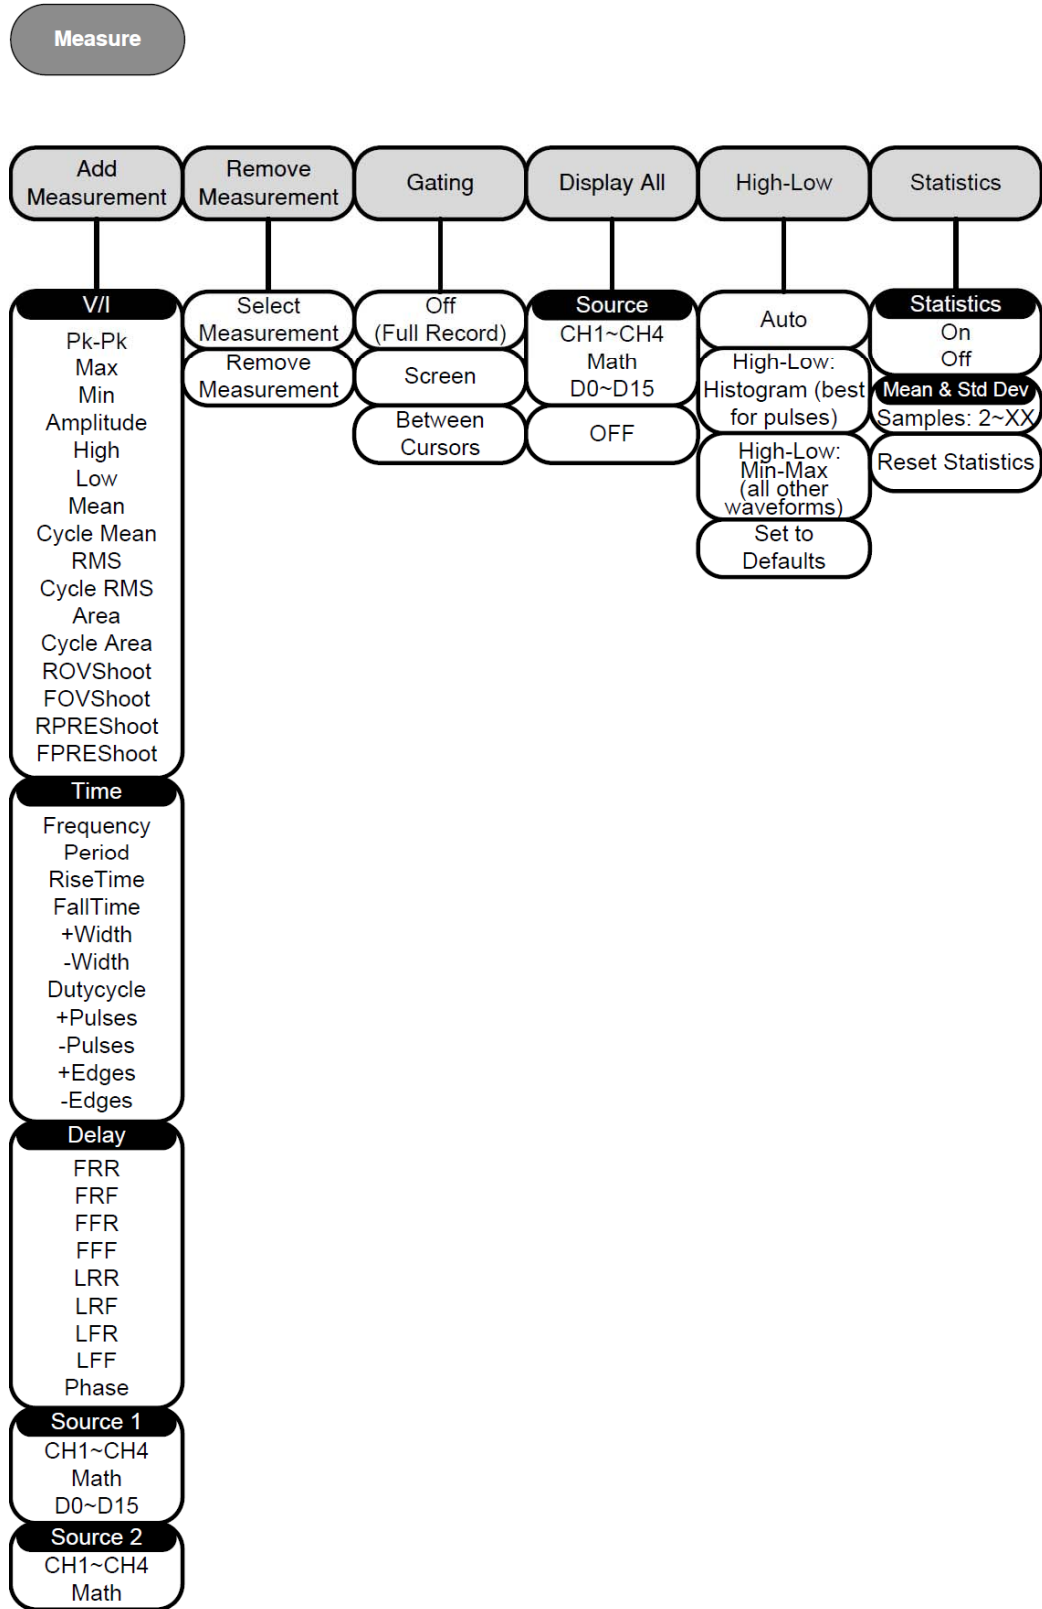 Measure
Add
Measurement
Remove
Measurement
Gating
Display All
High-Low
Statistics
V/I
Pk-Pk
Max
Min
Amplitude
High
Low
Mean
Cycle Mean
RMS
Cycle RMS
Area
Cycle Area
ROVShoot
FOVShoot
RPREShoot
FPREShoot
Time
Frequency
Period
RiseTime
FallTime
+Width
-Width
Dutycycle
+Pulses
-Pulses
+Edges
-Edges
Delay
FRR
FRF
FFR
FFF
LRR
LRF
LFR
LFF
Phase
Source 1
CH1~CH4
Math
D0~D15
Source 2
CH1~CH4
Math
Select
Measurement
Remove
Measurement
Off
(Full Record)
Screen
Between
Cursors
Source
CH1~CH4
Math
D0~D15
OFF
Auto
High-Low:
Histogram (best
for pulses)
High-Low:
Min-Max
(all other
waveforms)
Set to
Defaults
Statistics
On
Off
Mean & Std Dev
Samples: 2~XX
Reset Statistics